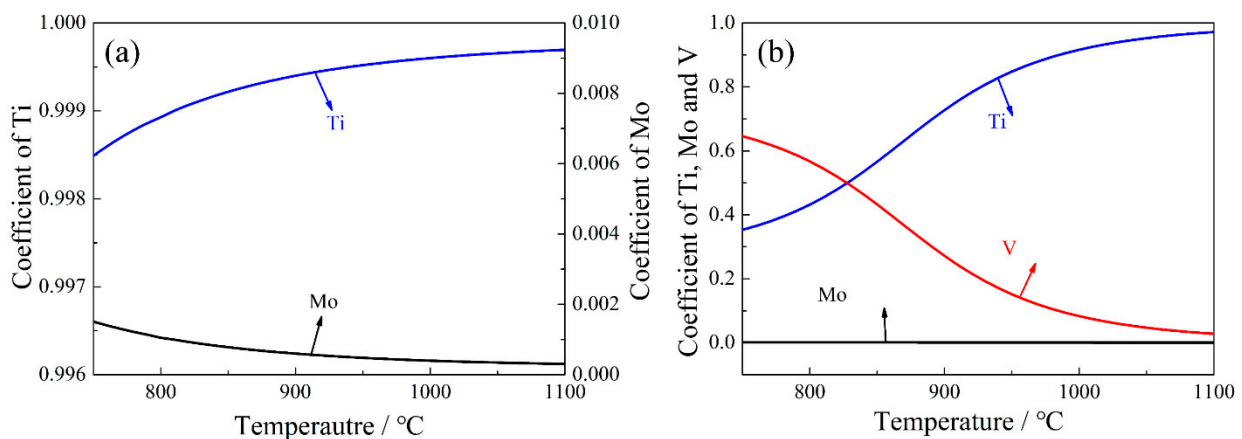 (a)
Coefficient of Ti
1.000
0.999
0.998
0.997
0.996
Ti
Mo
800
900
1000
1100
Temperautre / °C
0.010
0.008
0.006
0.004
0.002
0.000
Coefficient of Mo
(b)
Coefficient of Ti, Mo and V
1.0
0.8
0.6
0.4
0.2
0.0
Ti
V
Mo
800
900
1000
1100
Temperature / °C